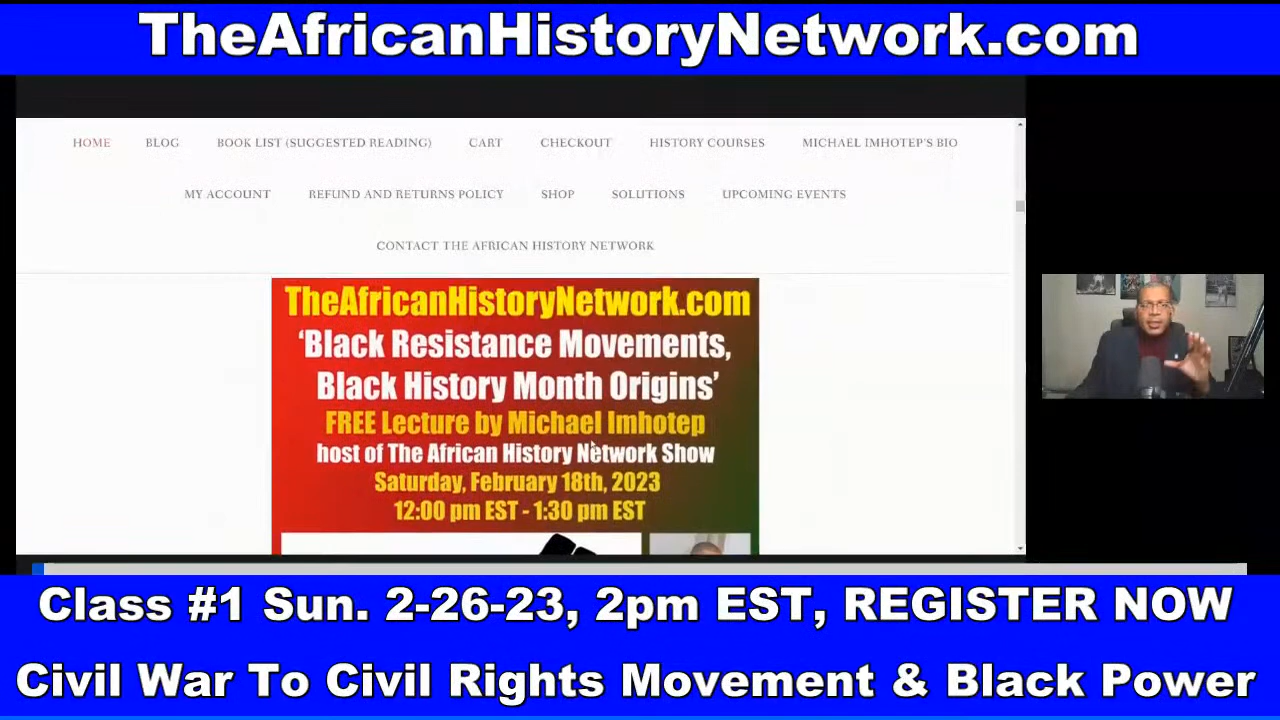 TheAfricanHistoryNetwork.com
HOME BLOG BOOK LIST (SUGGESTED READING) CART CHECKOUT HISTORY COURSES MICHAEL IMHOTEP'S BIO
MY ACCOUNT REFUND AND RETURNS POLICY SHOP SOLUTIONS UPCOMING EVENTS
CONTACT THE AFRICAN HISTORY NETWORK
TheAfricanHistoryNetwork.com
‘Black Resistance Movements,
Black History Month Origins’
FREE Lecture by Michael Imhotep
host of The African History Network Show
Saturday, February 18th, 2023
12:00 pm EST - 1:30 pm EST
Class #1 Sun. 2-26-23, 2pm EST, REGISTER NOW
Civil War To Civil Rights Movement & Black Power